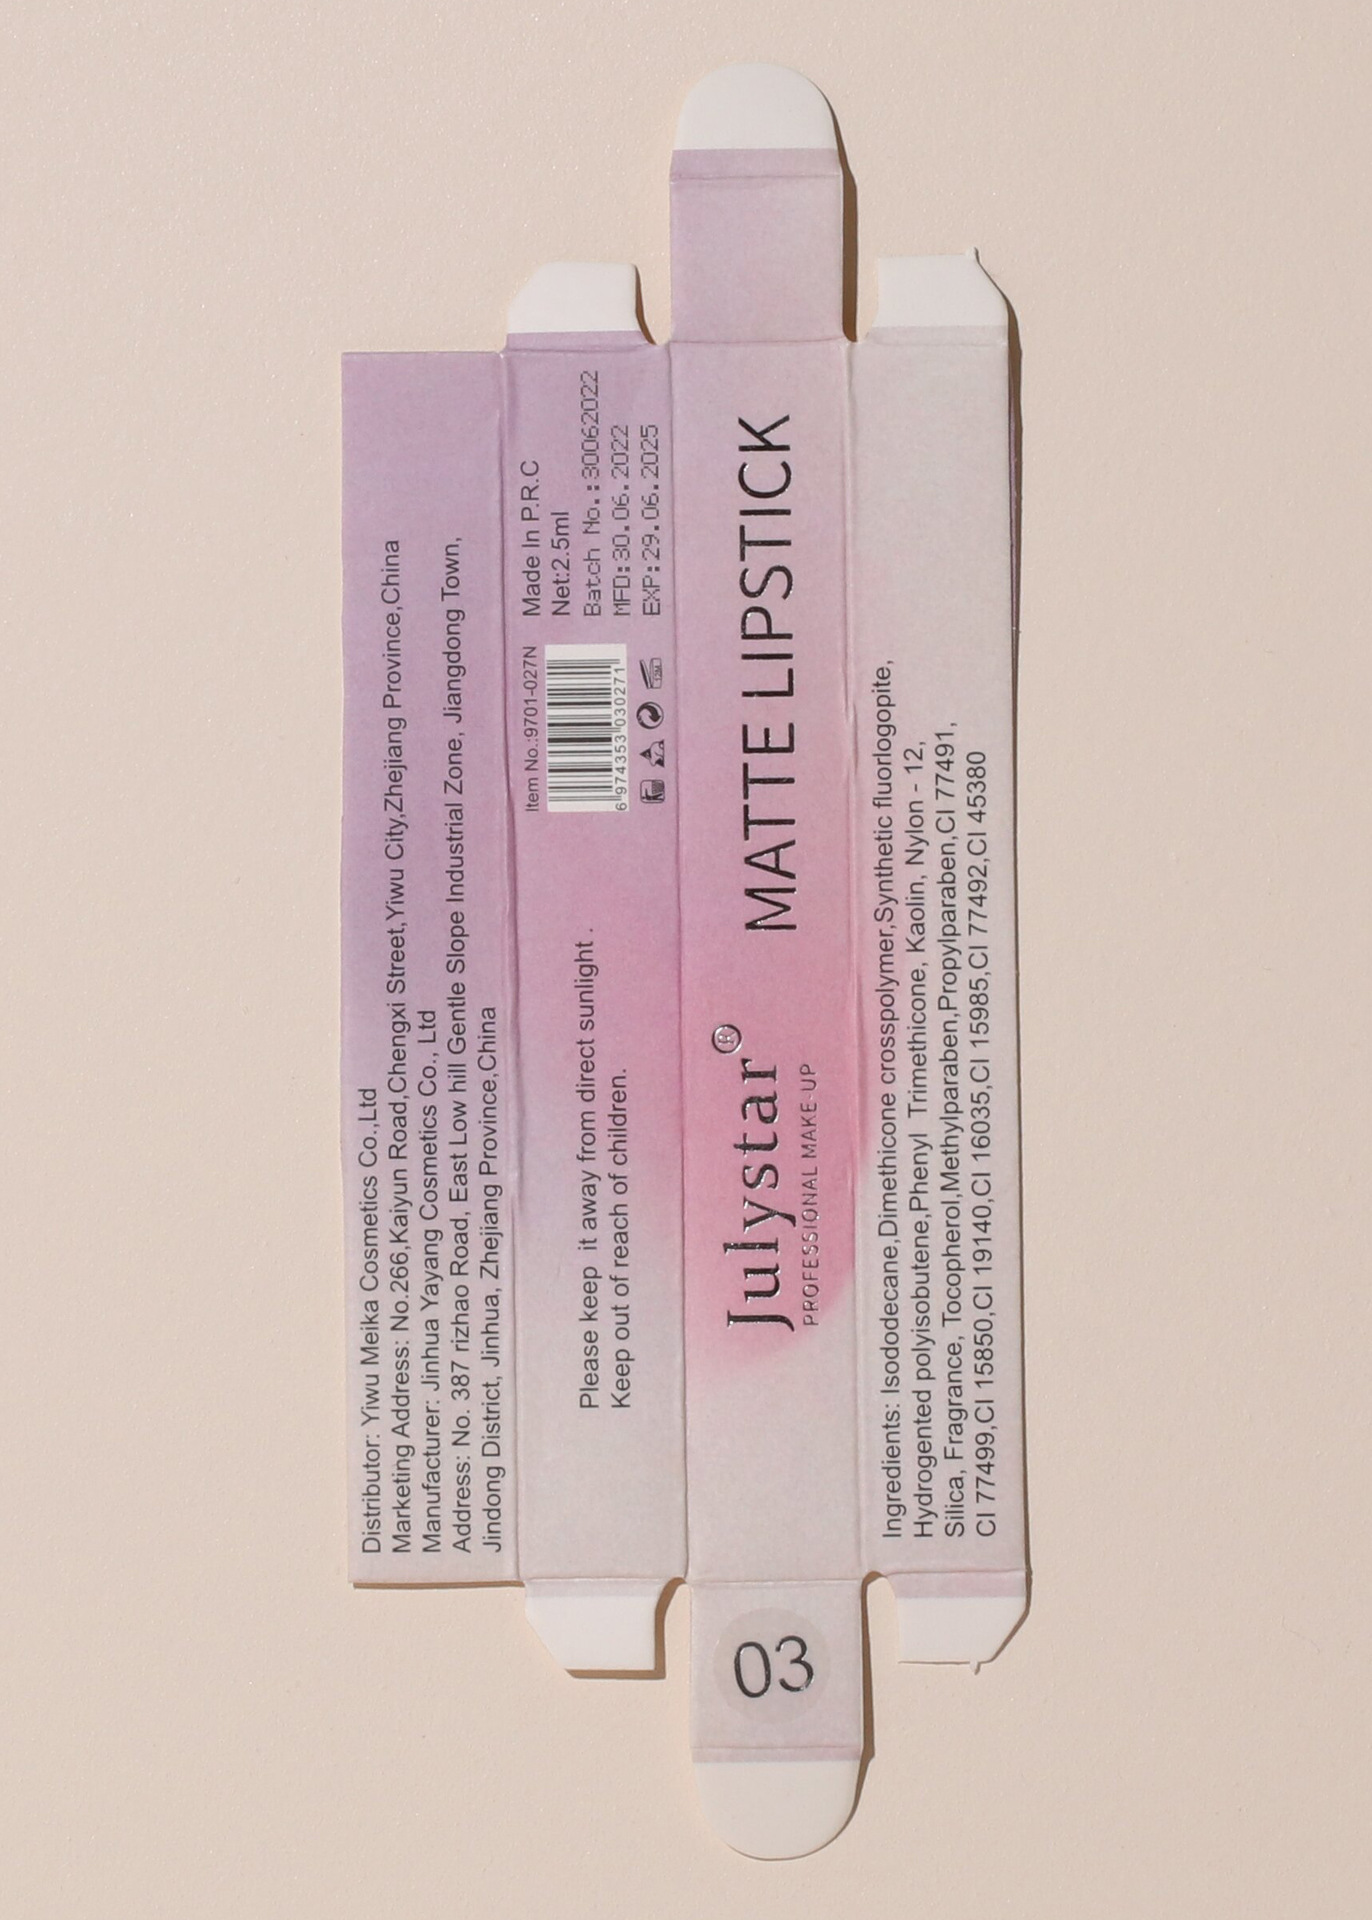 Distributor: Yiwu Meika Cosmetics Co.,Ltd
Marketing Address: No.266,Kaiyun Road,Chengxi Street,Yiwu City,Zhejiang Province,China
Manufacturer: Jinhua Yayang Cosmetics Co., Ltd
Address: No. 387 rizhao Road, East Low hill Gentle Slope Industrial Zone, Jiangdong Town,
Jindong District, Jinhua, Zhejiang Province,China
Please keep it away from direct sunlight .
Keep out of reach of children.
Item No.:9701-027N
6 974353 030271
12M
Made In P.R.C
Net:2.5ml
Batch No.:30062022
MFD:30.06.2022
EXP:29.06.2025
Julystar®
PROFESSIONAL MAKE-UP
MATTE LIPSTICK
Ingredients: Isododecane,Dimethicone crosspolymer,Synthetic fluorlogopite,
Hydrogented polyisobutene,Phenyl Trimethicone, Kaolin, Nylon - 12,
Silica, Fragrance, Tocopherol,Methylparaben,Propylparaben,CI 77491,
CI 77499,CI 15850,CI 19140,CI 16035,CI 15985,CI 77492,CI 45380
03